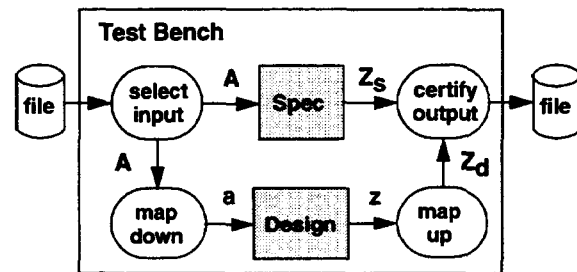 Test Bench
file
select
input
A
Spec
Zs
certify
output
file
A
Zd
map
down
a
Design
z
map
up